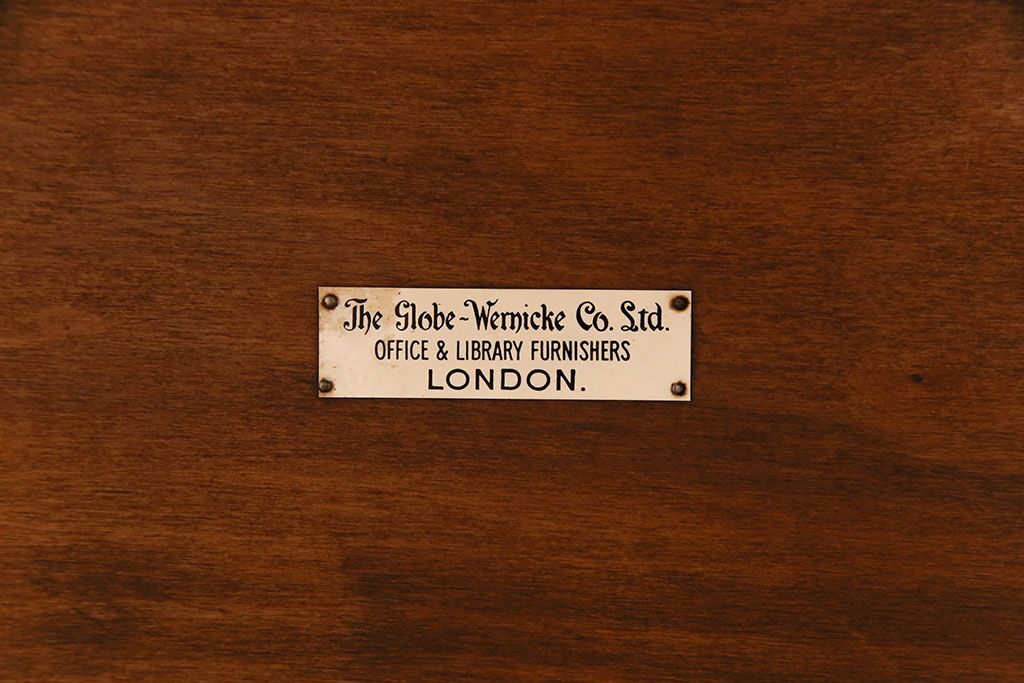 The Globe-Wernicke Co. Ltd.
OFFICE & LIBRARY FURNISHERS
LONDON.